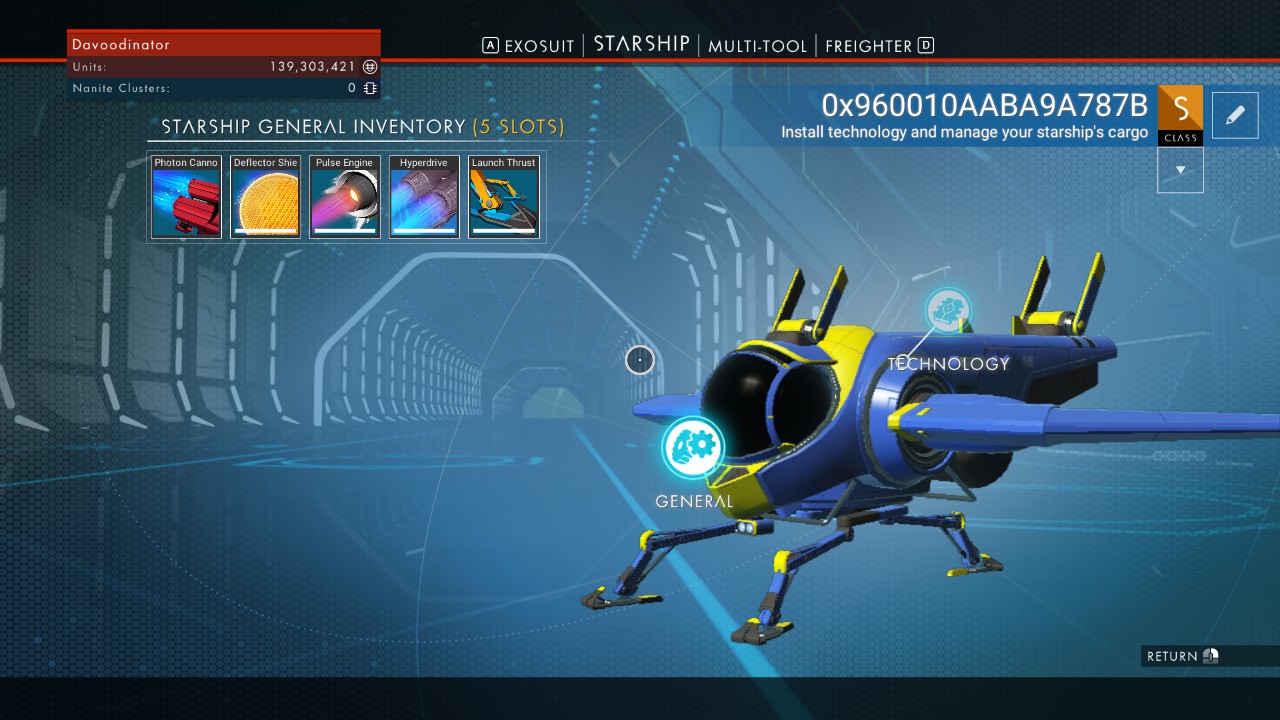 Davoodinator
Units: 139,303,421
Nanite Clusters: 0
A EXOSUIT STARSHIP MULTI-TOOL FREIGHTER D
STARSHIP GENERAL INVENTORY (5 SLOTS)
0x960010AABA9A787B
Install technology and manage your starship's cargo
S
CLASS
Photon Canno Deflector Shie Pulse Engine Hyperdrive Launch Thrust
TECHNOLOGY
GENERAL
RETURN